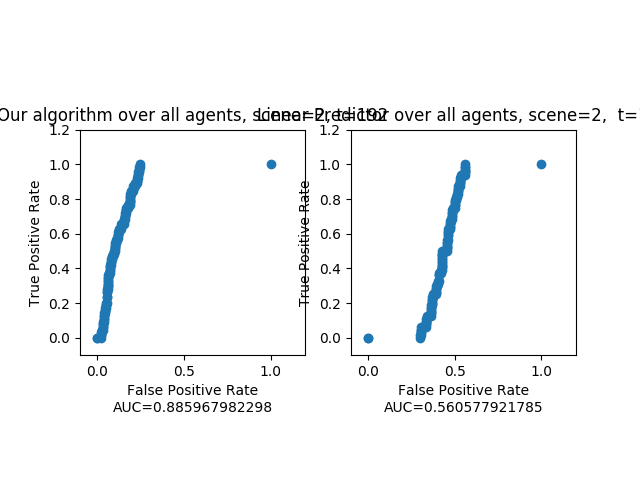 Our algorithm over all agents, scene=2, t=192
Linear Predictor over all agents, scene=2, t=
1.2
1.0
0.8
0.6
0.4
0.2
0.0
True Positive Rate
0.0 0.5 1.0
False Positive Rate
AUC=0.885967982298
1.2
1.0
0.8
0.6
0.4
0.2
0.0
True Positive Rate
0.0 0.5 1.0
False Positive Rate
AUC=0.560577921785